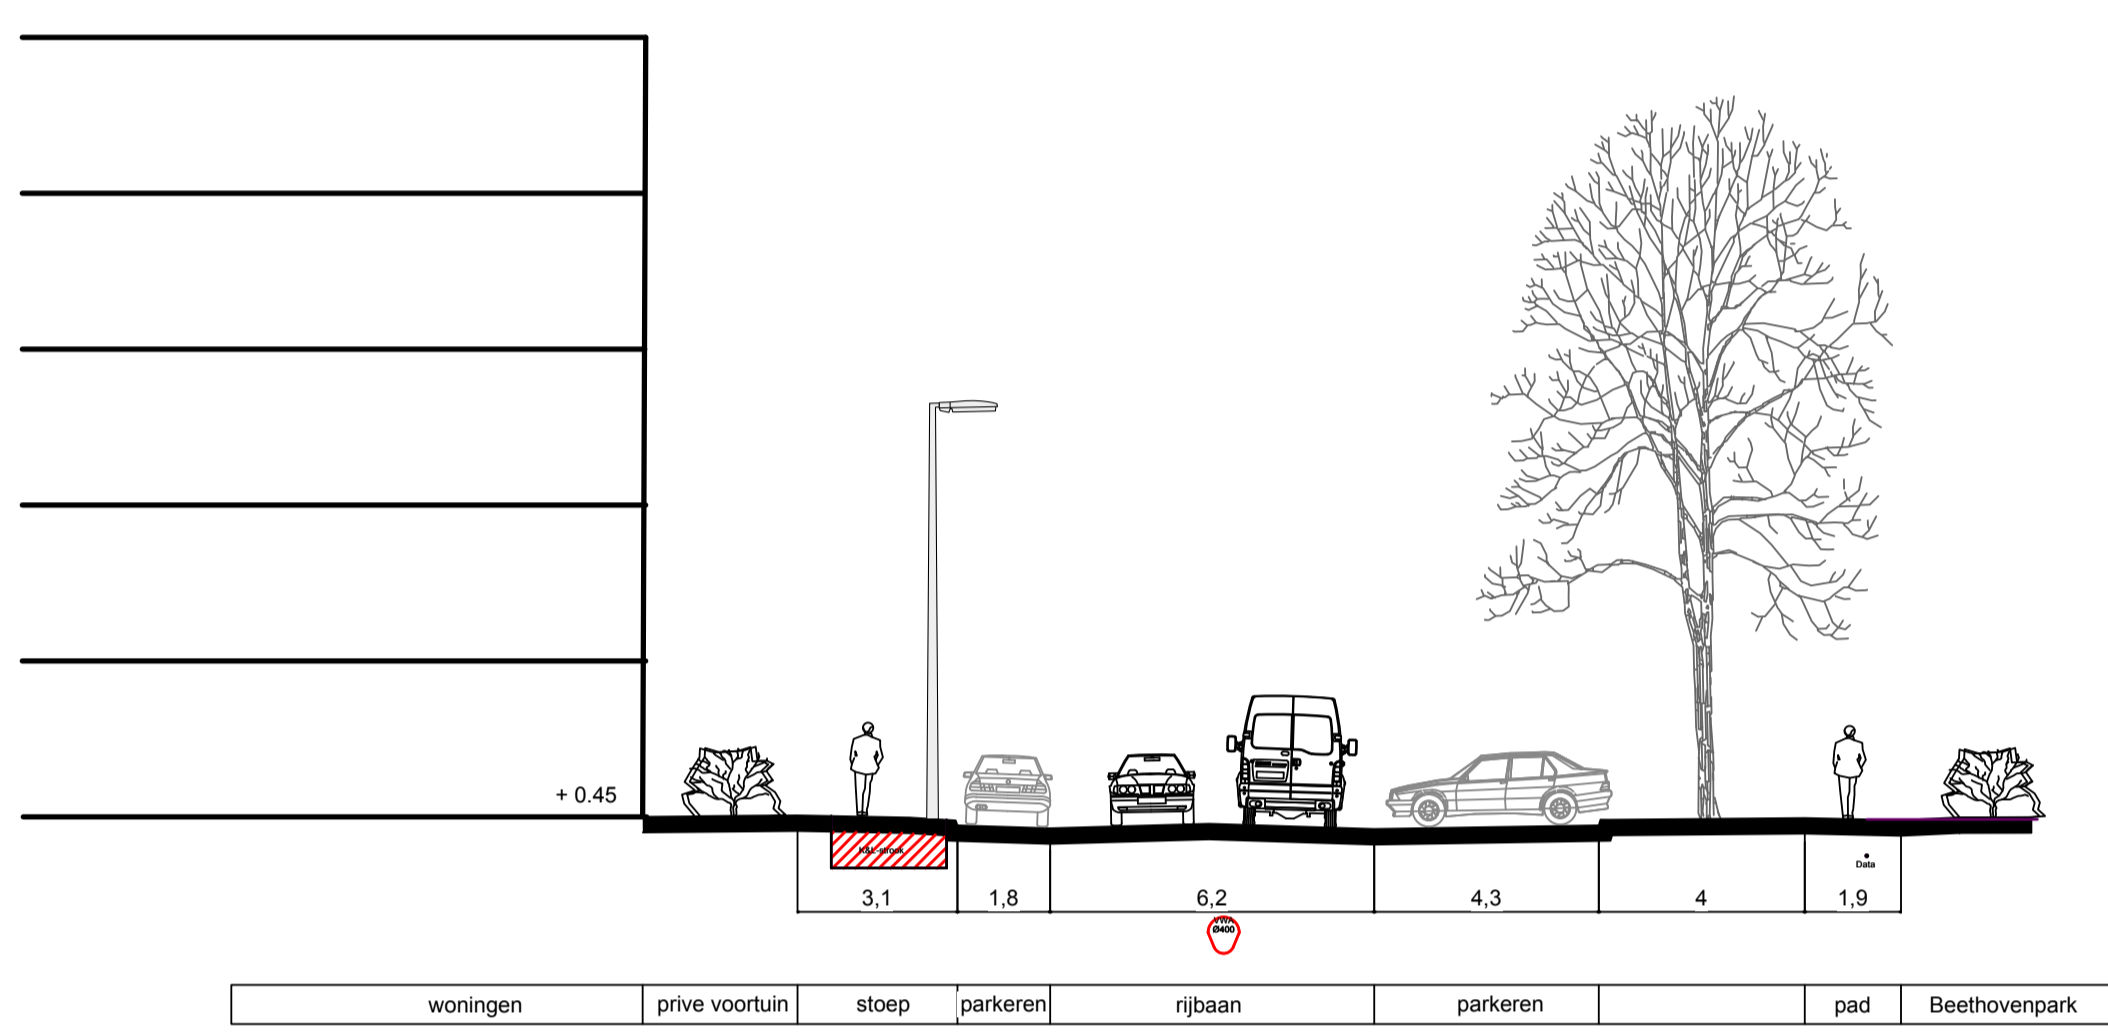 + 0.45
K&L-strook
Data
3,1 1,8 6,2 4,3 4 1,9
VWA
Ø400
woningen prive voortuin stoep parkeren rijbaan parkeren pad Beethovenpark